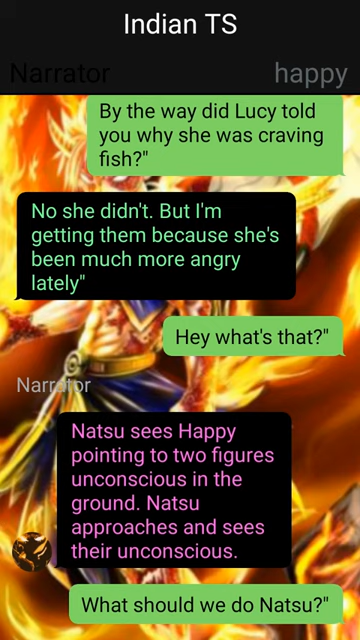 Indian TS
Narrator
happy
By the way did Lucy told
you why she was craving
fish?"
No she didn't. But I'm
getting them because she's
been much more angry
lately"
Hey what's that?"
Narrator
Natsu sees Happy
pointing to two figures
unconscious in the
ground. Natsu
approaches and sees
their unconscious.
What should we do Natsu?"